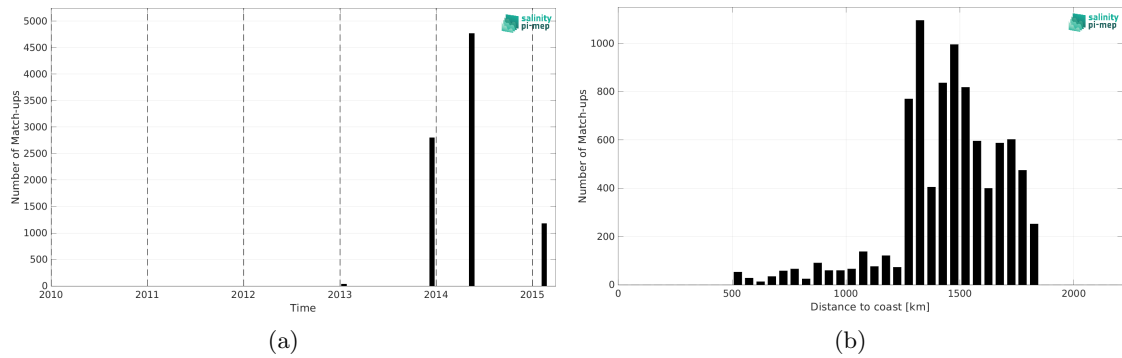 salinity
pi-mep
5000
4500
4000
3500
3000
2500
2000
1500
1000
500
0
Number of Match-ups
2010
2011
2012
2013
2014
2015
Time
(a)
salinity
pi-mep
1000
800
600
400
200
0
Number of Match-ups
0
500
1000
1500
2000
Distance to coast [km]
(b)